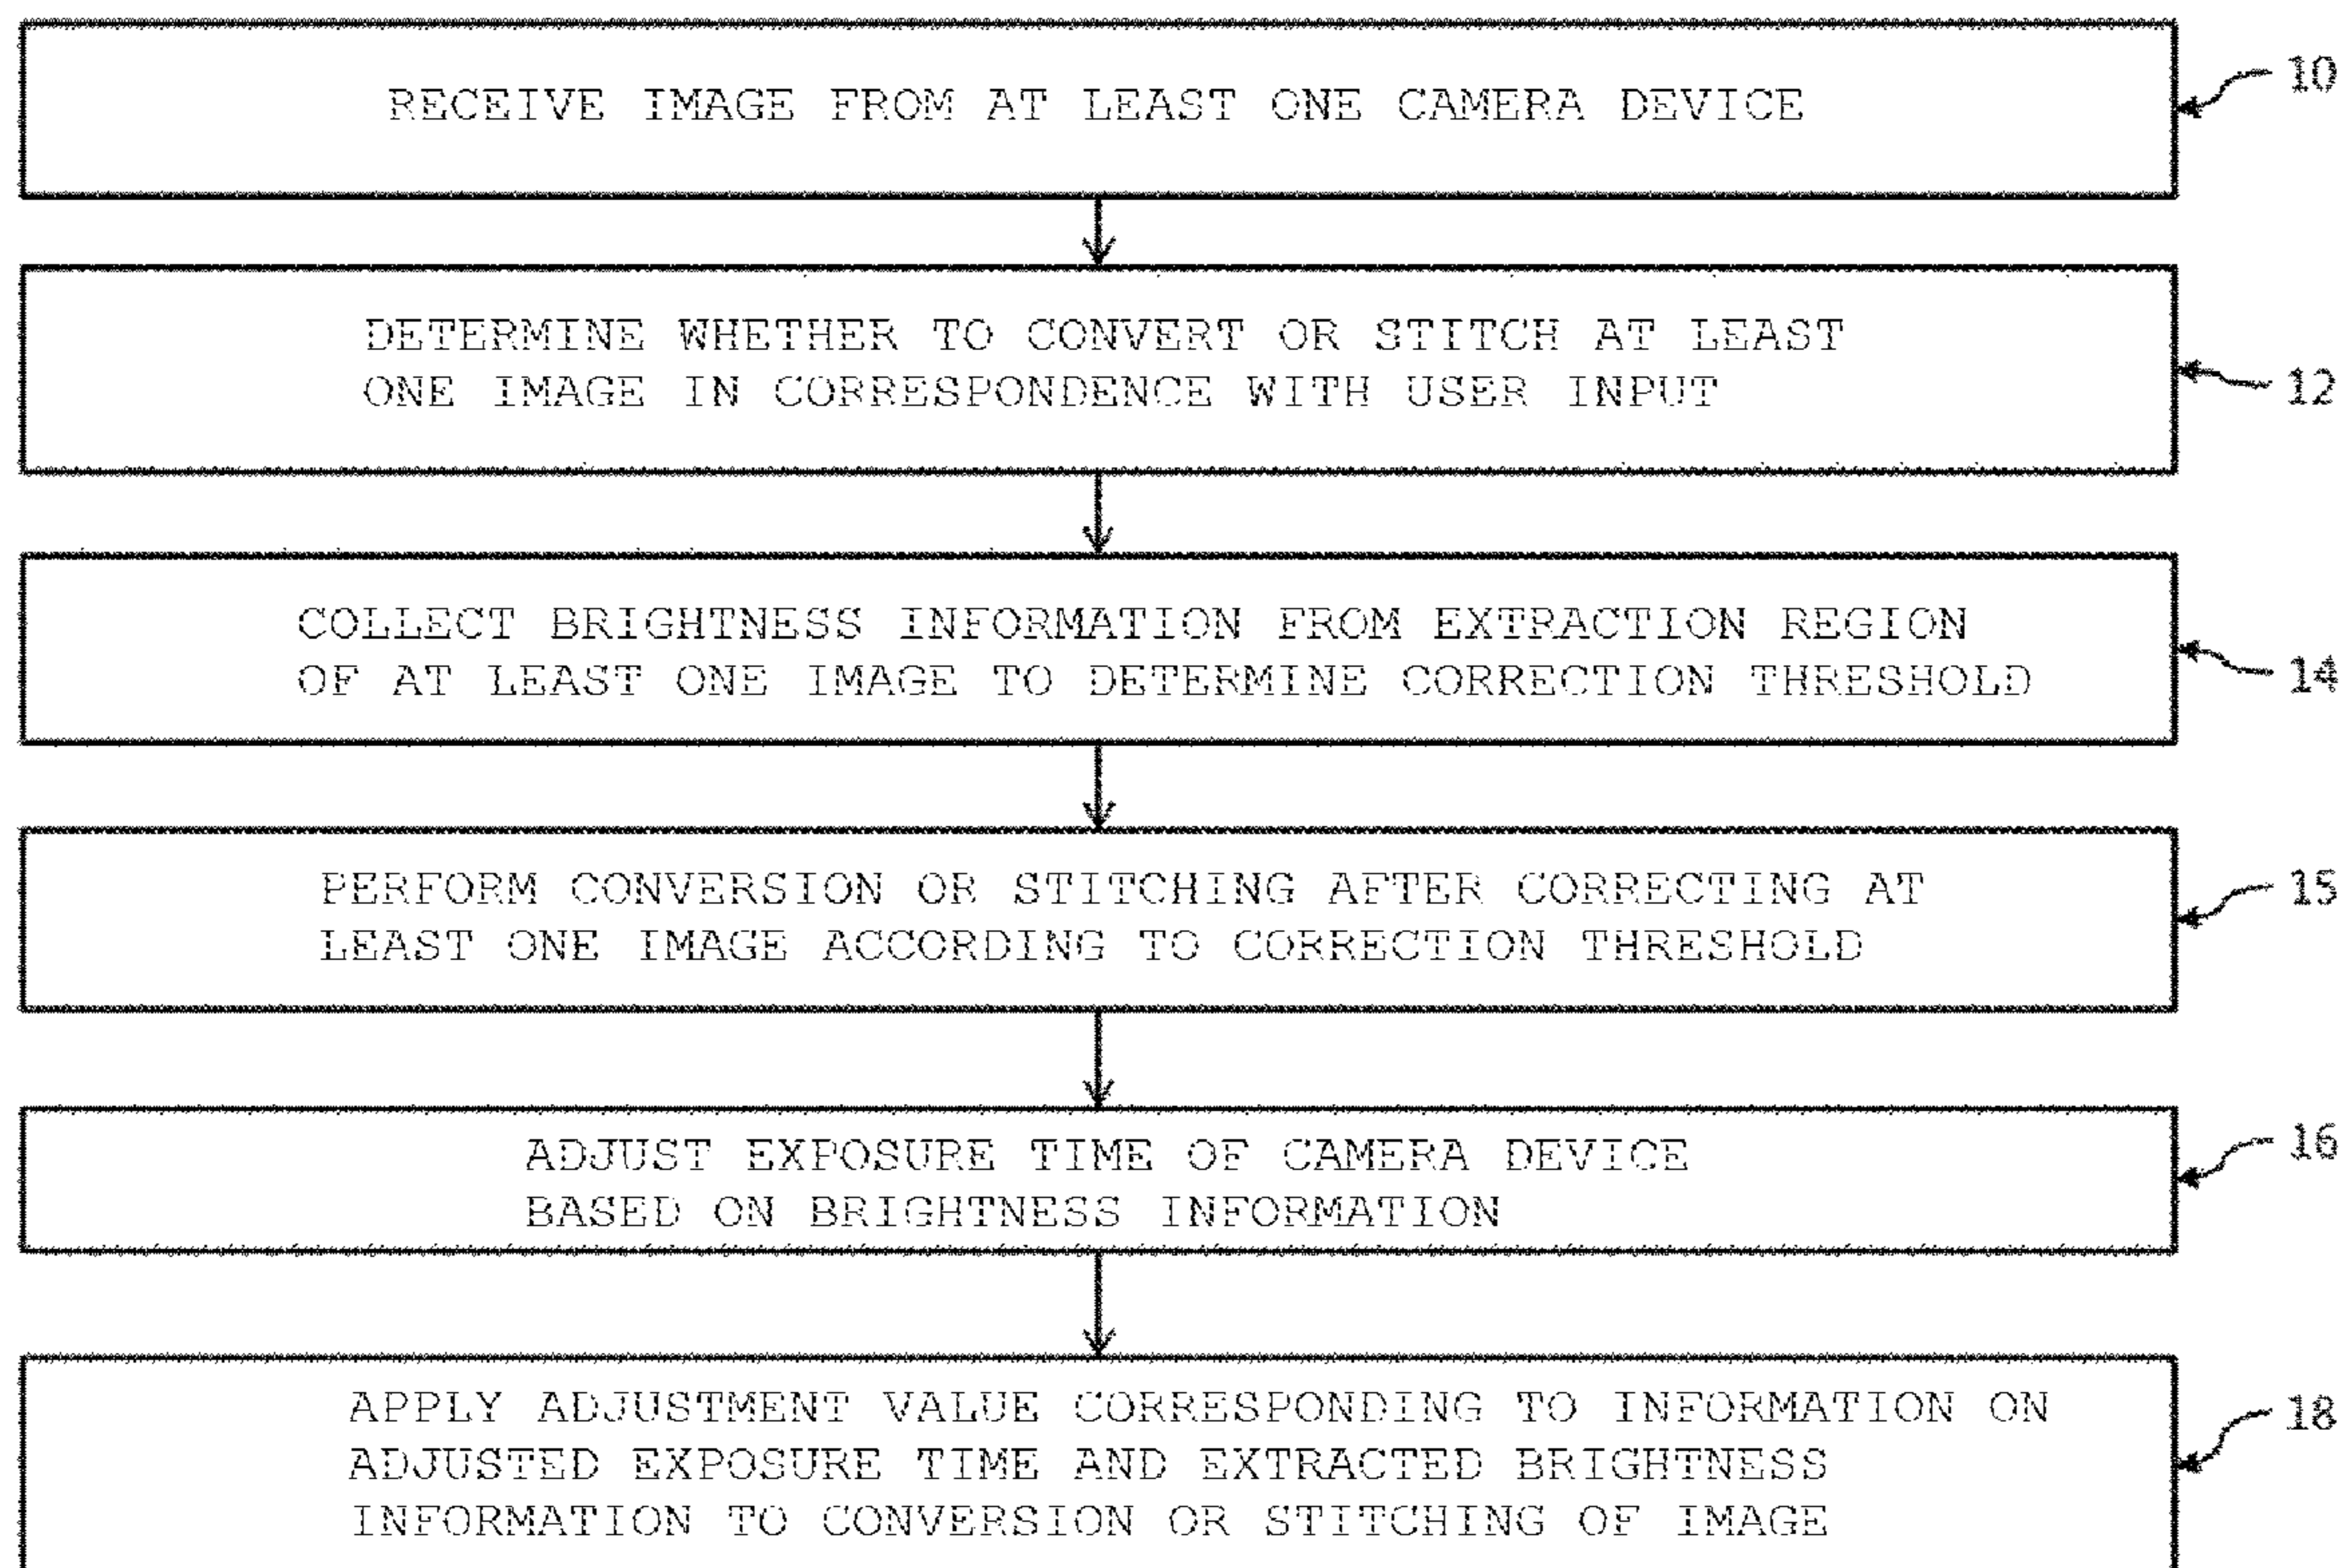 RECEIVE IMAGE FROM AT LEAST ONE CAMERA DEVICE
10
DETERMINE WHETHER TO CONVERT OR STITCH AT LEAST
ONE IMAGE IN CORRESPONDENCE WITH USER INPUT
12
COLLECT BRIGHTNESS INFORMATION FROM EXTRACTION REGION
OF AT LEAST ONE IMAGE TO DETERMINE CORRECTION THRESHOLD
14
PERFORM CONVERSION OR STITCHING AFTER CORRECTING AT
LEAST ONE IMAGE ACCORDING TO CORRECTION THRESHOLD
15
ADJUST EXPOSURE TIME OF CAMERA DEVICE
BASED ON BRIGHTNESS INFORMATION
16
APPLY ADJUSTMENT VALUE CORRESPONDING TO INFORMATION ON
ADJUSTED EXPOSURE TIME AND EXTRACTED BRIGHTNESS
INFORMATION TO CONVERSION OR STITCHING OF IMAGE
18